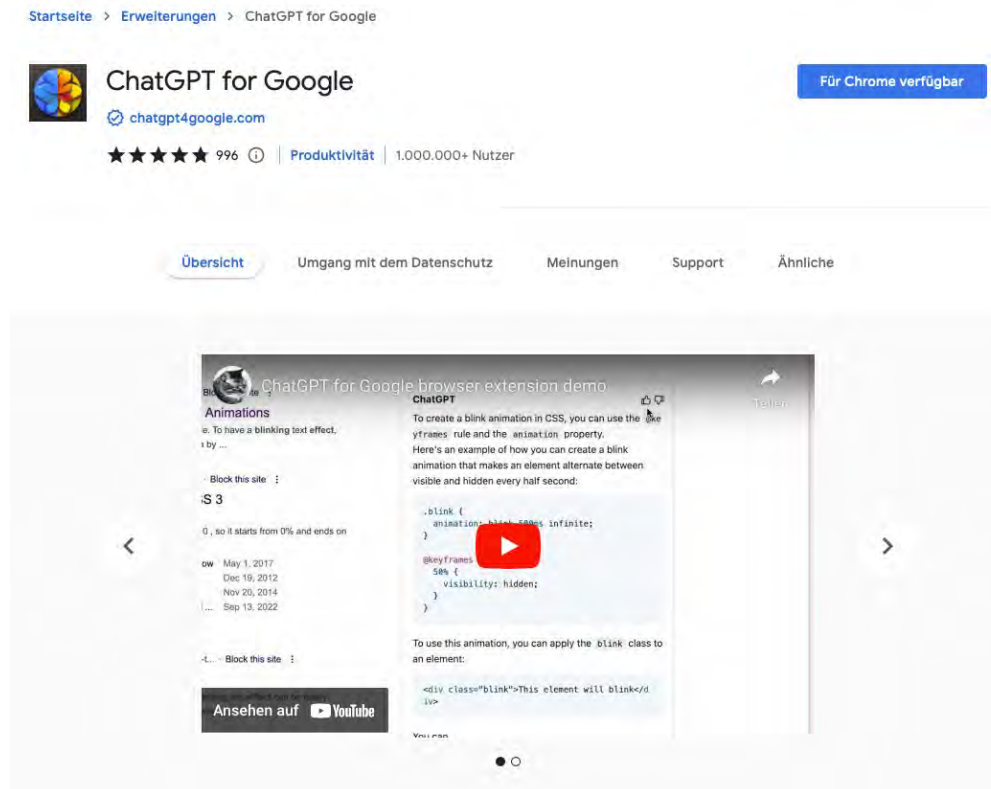 Startseite > Erweiterungen > ChatGPT for Google
ChatGPT for Google
Für Chrome verfügbar
chatgpt4google.com
996 Produktivität 1.000.000+ Nutzer
Übersicht Umgang mit dem Datenschutz Meinungen Support Ähnliche
ChatGPT for Google browser extension demo
Teilen
Animations
e. To have a blinking text effect,
by ...
Block this site
S 3
0 , so it starts from 0% and ends on
ow May 1, 2017
Dec 19, 2012
Nov 20, 2014
... Sep 13, 2022
-t... · Block this site
Ansehen auf YouTube
ChatGPT
To create a blink animation in CSS, you can use the @ke
yframes rule and the animation property.
Here's an example of how you can create a blink
animation that makes an element alternate between
visible and hidden every half second:
.blink {
animation: blink 500ms infinite;
}
@keyframes
50% {
visibility: hidden;
}
}
To use this animation, you can apply the blink class to
an element:
<div class="blink">This element will blink</d
iv>
You can